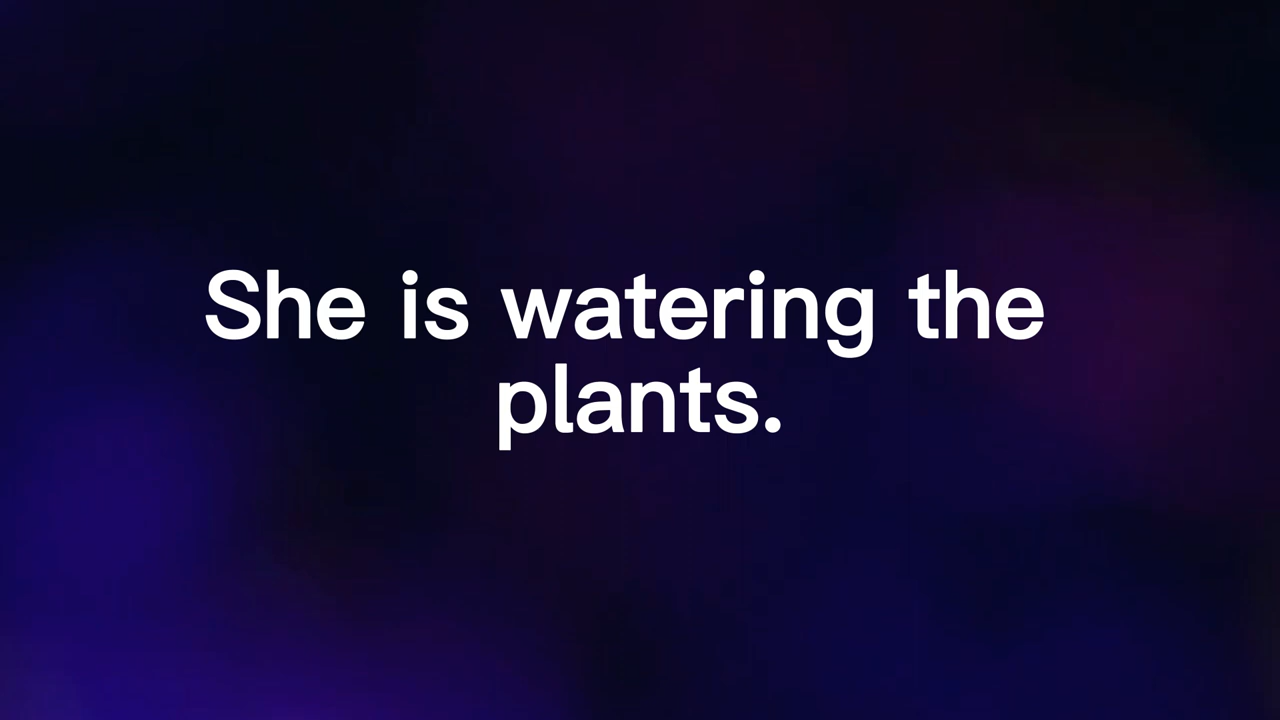 She is watering the
plants.